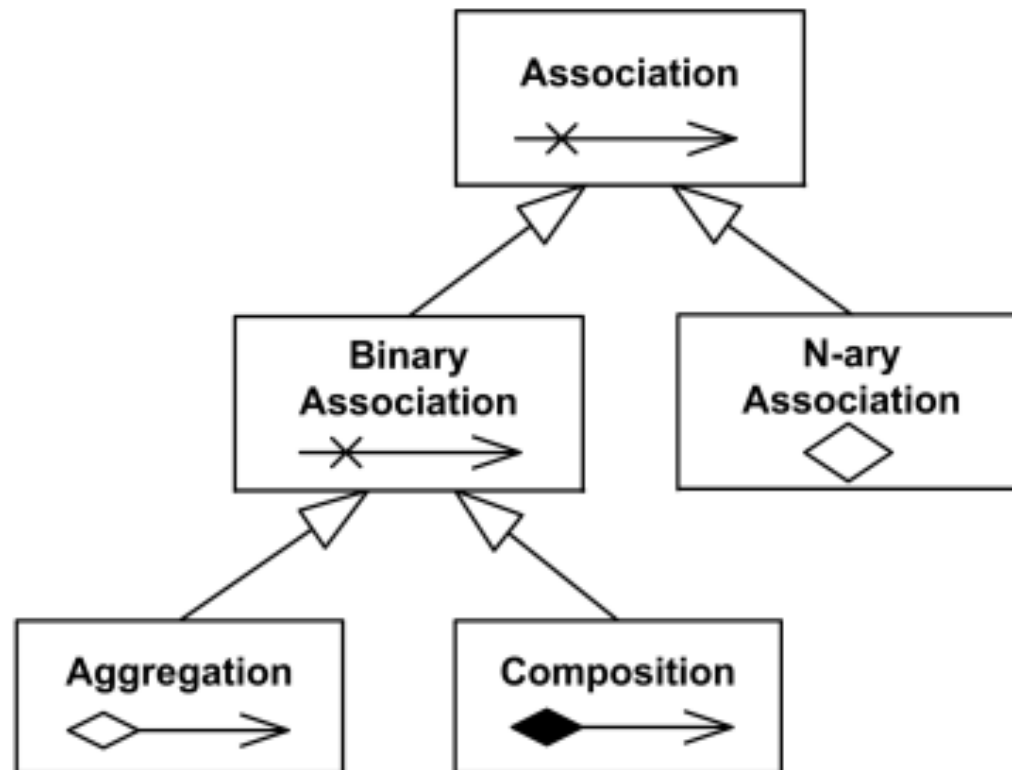 Association
Binary
Association
N-ary
Association
Aggregation
Composition